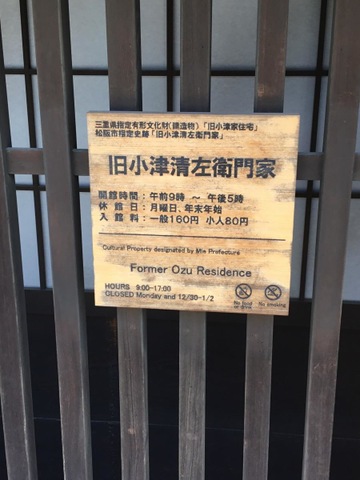 三重県指定有形文化財(建造物)「旧小津家住宅」
松阪市指定史跡「旧小津清左衛門家」
旧小津清左衛門家
開館時間：午前9時 ～ 午後5時
休館日：月曜日、年末年始
入館料：一般160円 小人80円
Cultural Property designated by Mie Prefecture
Former Ozu Residence
HOURS 9:00-17:00
CLOSED Monday and 12/30-1/2
No food or drink
No smoking